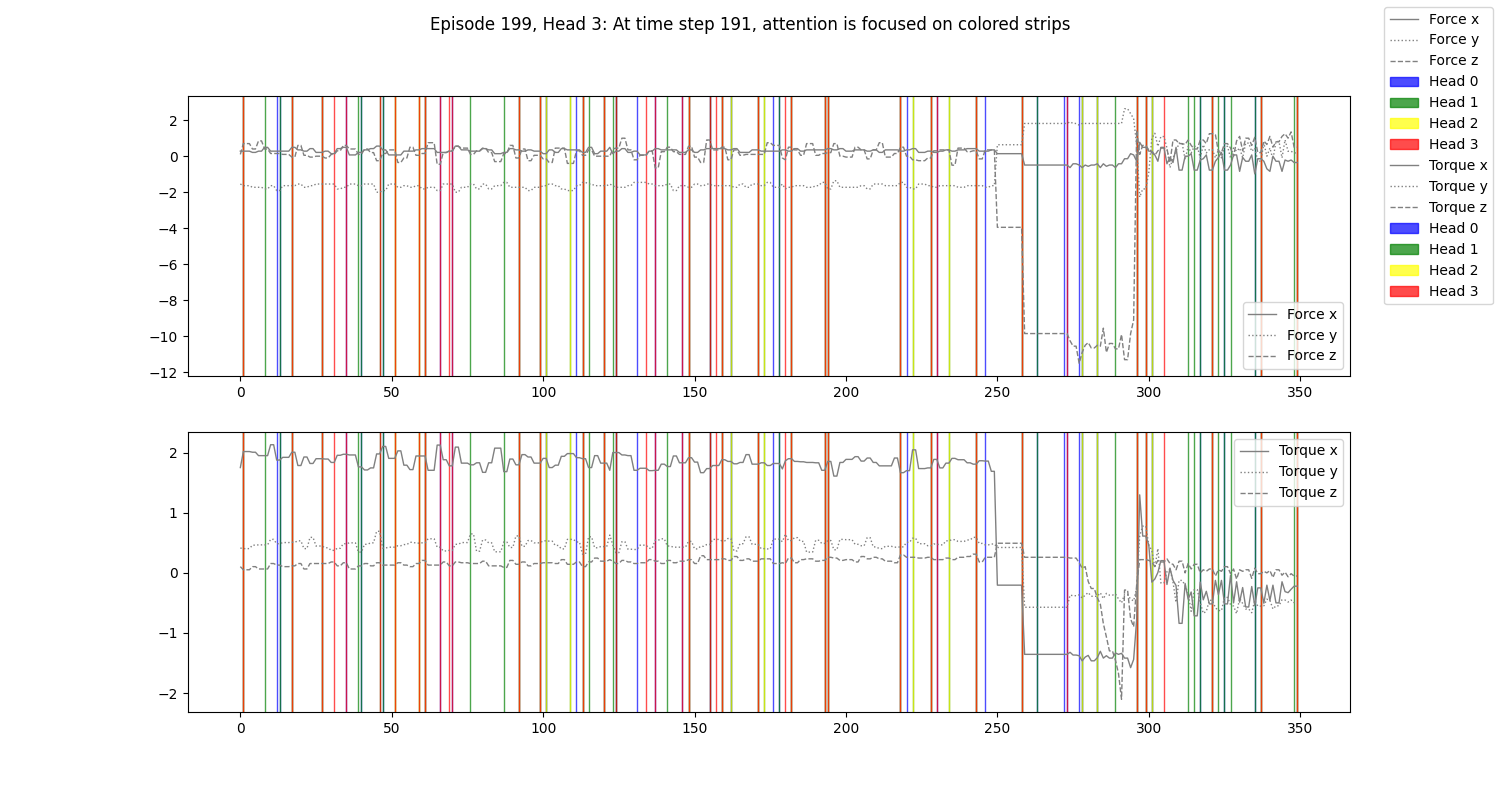 Episode 199, Head 3: At time step 191, attention is focused on colored strips
Force x
Force y
Force z
Head 0
Head 1
Head 2
Head 3
Torque x
Torque y
Torque z
Head 0
Head 1
Head 2
Head 3
2
0
−2
−4
−6
−8
−10
−12
Force x
Force y
Force z
0 50 100 150 200 250 300 350
2
1
0
−1
−2
Torque x
Torque y
Torque z
0 50 100 150 200 250 300 350